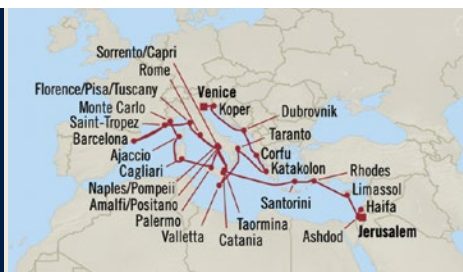 Sorrento/Capri
Rome
Florence/Pisa/Tuscany
Venice
Monte Carlo
Koper
Dubrovnik
Saint-Tropez
Taranto
Barcelona
Corfu
Ajaccio
Katakolon
Cagliari
Rhodes
Naples/Pompeii
Limassol
Amalfi/Positano
Santorini
Haifa
Palermo
Taormina
Jerusalem
Valletta
Catania
Ashdod